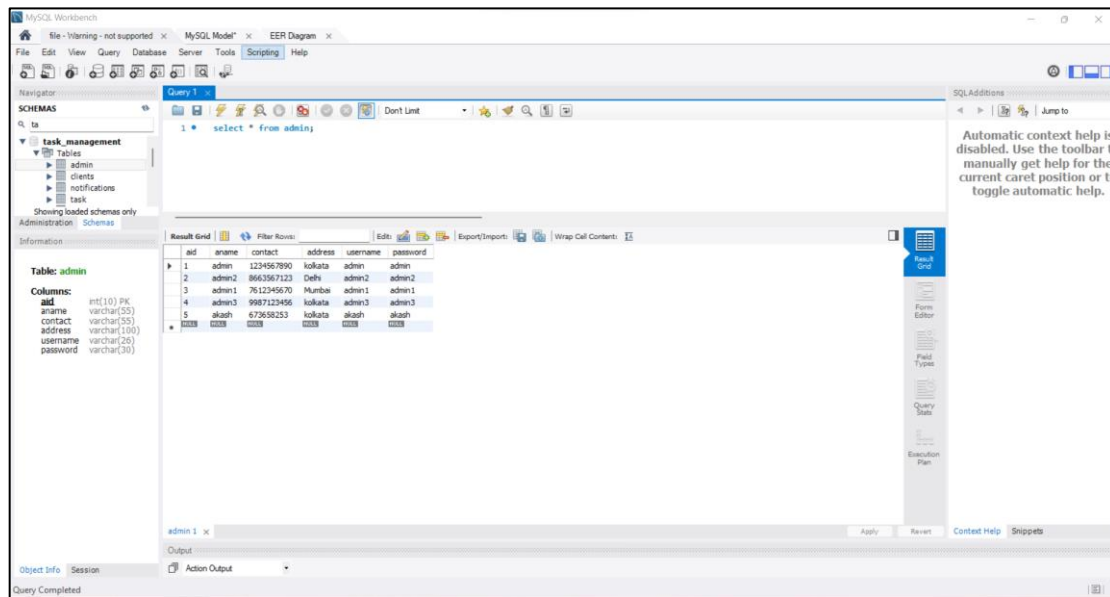 MySQL Workbench
file - Warning - not supported × MySQL Model* × EER Diagram ×
File Edit View Query Database Server Tools Scripting Help
Navigator
SCHEMAS
ta
task_management
Tables
admin
clients
notifications
task
Showing loaded schemas only
Administration Schemas
Information
Table: admin
Columns:
aid int(10) PK
aname varchar(55)
contact varchar(55)
address varchar(100)
username varchar(26)
password varchar(30)
Object Info Session
Query Completed
Query 1 ×
Don't Limit
1 select * from admin;
Result Grid Filter Rows: Edit: Export/Import: Wrap Cell Content:
aid aname contact address username password
1 admin 1234567890 kolkata admin admin
2 admin2 8663567123 Delhi admin2 admin2
3 admin1 7612345670 Mumbai admin1 admin1
4 admin3 9987123456 kolkata admin3 admin3
5 akash 673658253 kolkata akash akash
NULL NULL NULL NULL NULL NULL
Result
Grid
Form
Editor
Field
Types
Query
Stats
Execution
Plan
admin 1 × Apply Revert
Output
Action Output
SQLAdditions
Jump to
Automatic context help is
disabled. Use the toolbar t
manually get help for the
current caret position or t
toggle automatic help.
Context Help Snippets